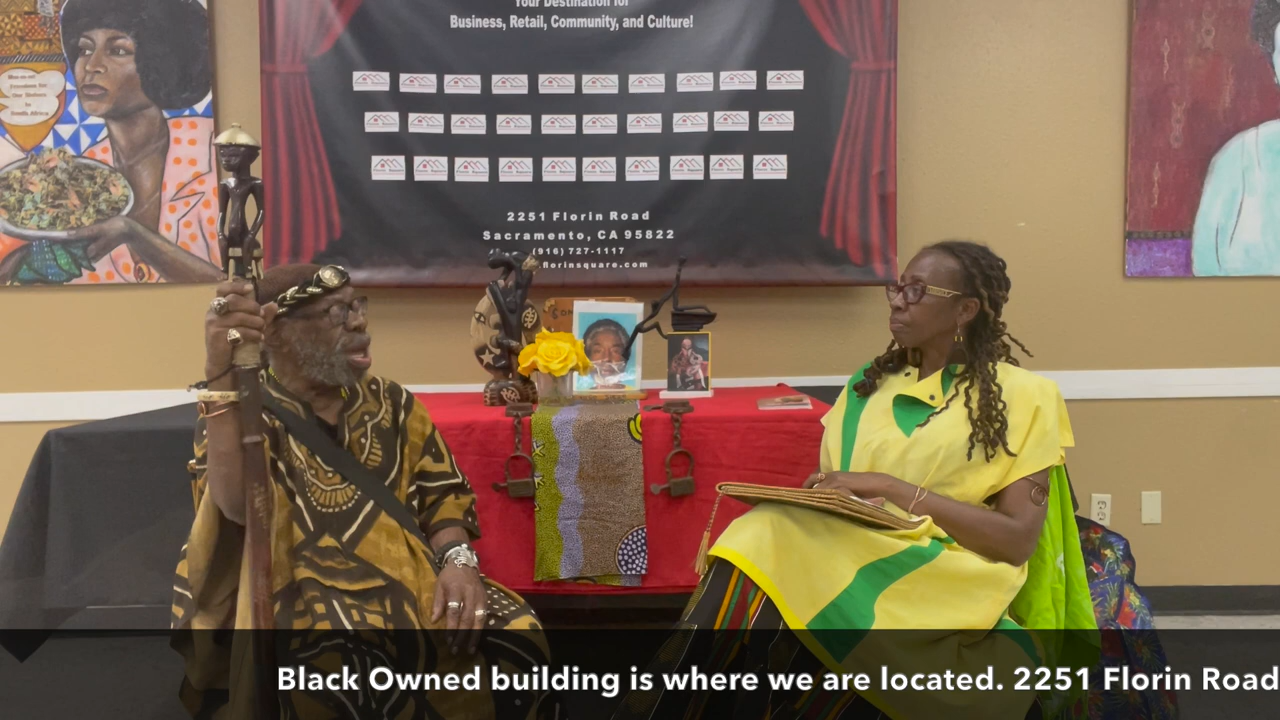 Your Destination for
Business, Retail, Community, and Culture!
2251 Florin Road
Sacramento, CA 95822
(916) 727-1117
florinsquare.com
Black Owned building is where we are located. 2251 Florin Road